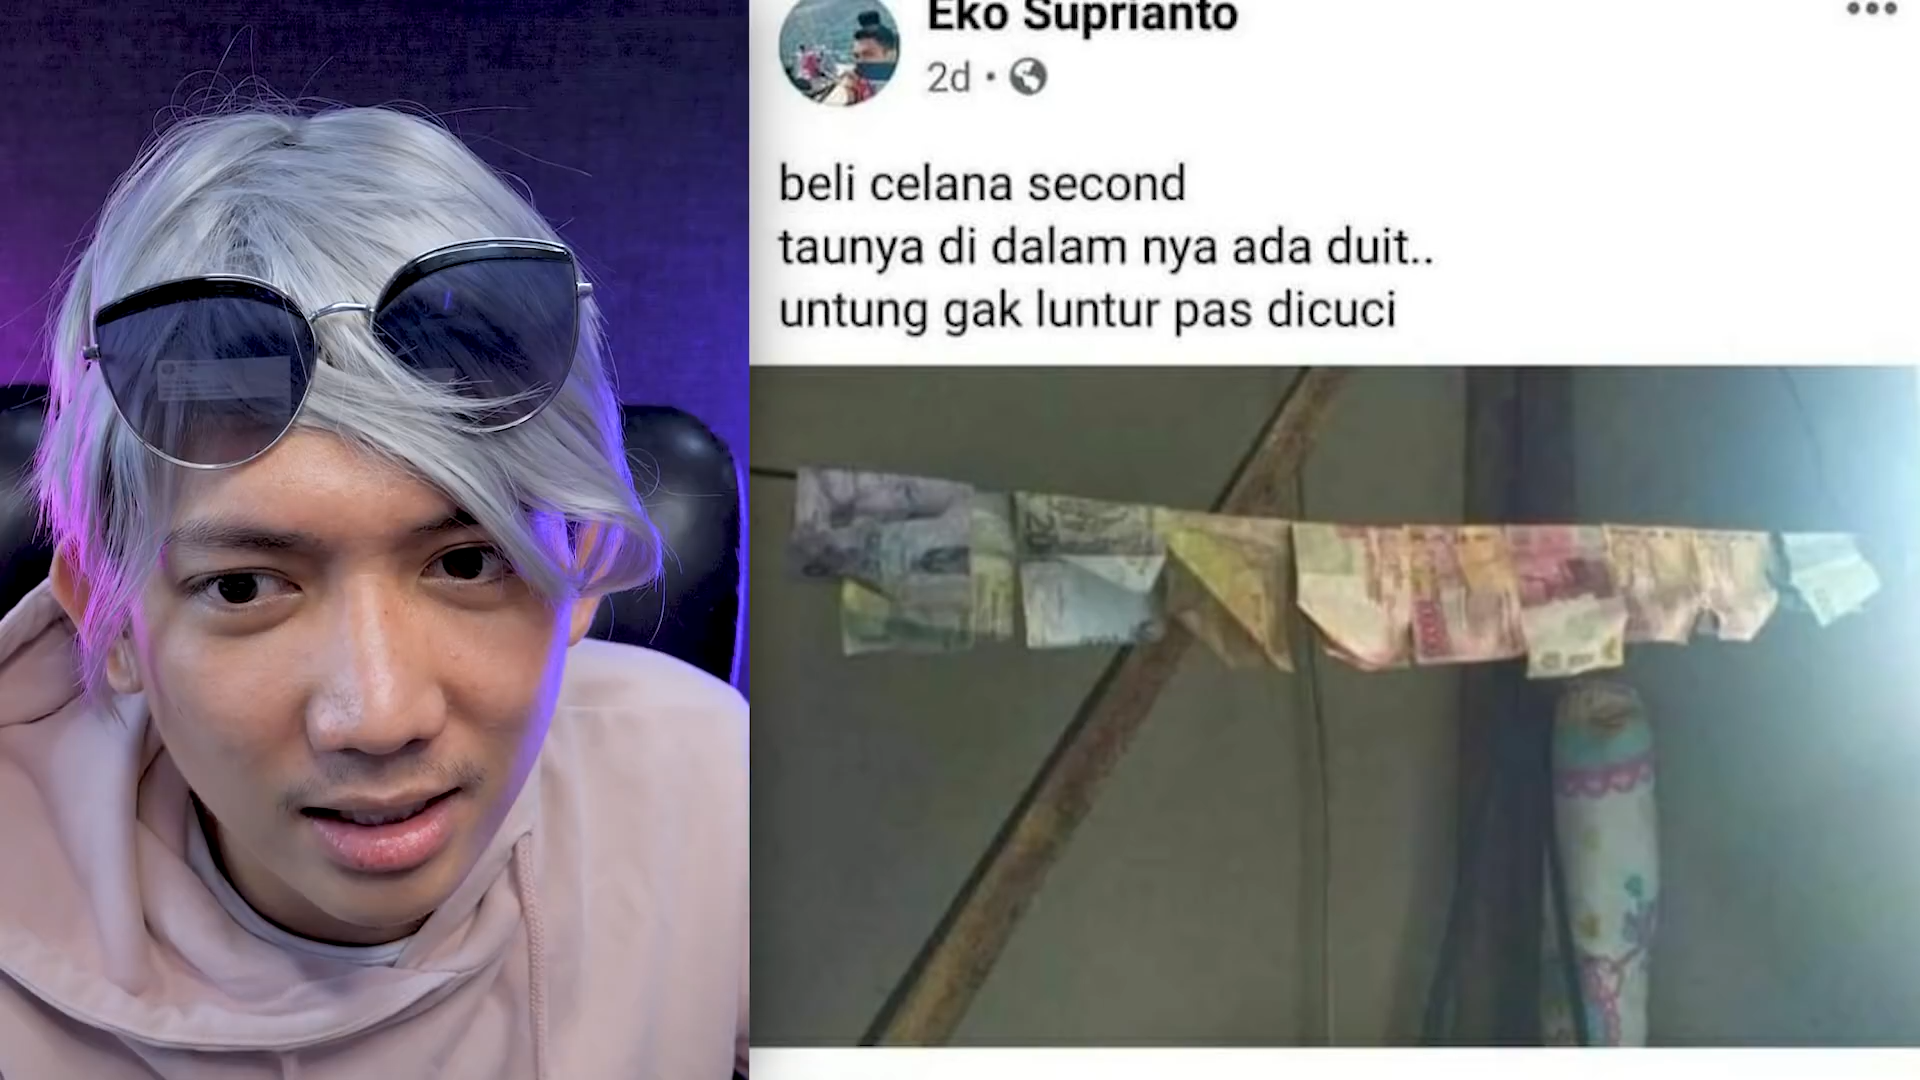 Eko Suprianto
2d
beli celana second
taunya di dalam nya ada duit..
untung gak luntur pas dicuci